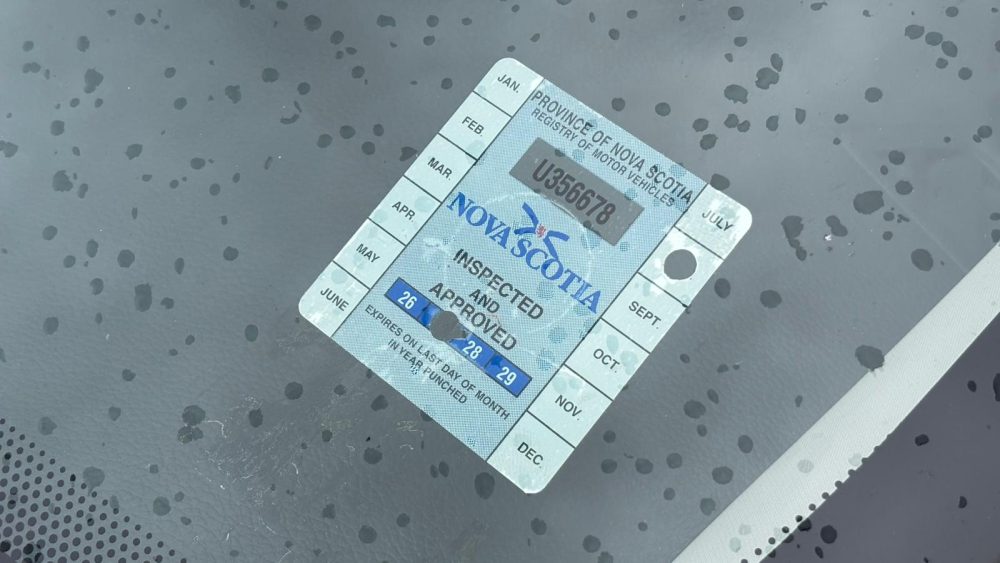 PROVINCE OF NOVA SCOTIA
REGISTRY OF MOTOR VEHICLES
U356678
NOVA SCOTIA
INSPECTED
AND
APPROVED
26 28 29
EXPIRES ON LAST DAY OF MONTH
IN YEAR PUNCHED
JAN.
FEB.
MAR.
APR.
MAY
JUNE
JULY
SEPT.
OCT.
NOV.
DEC.